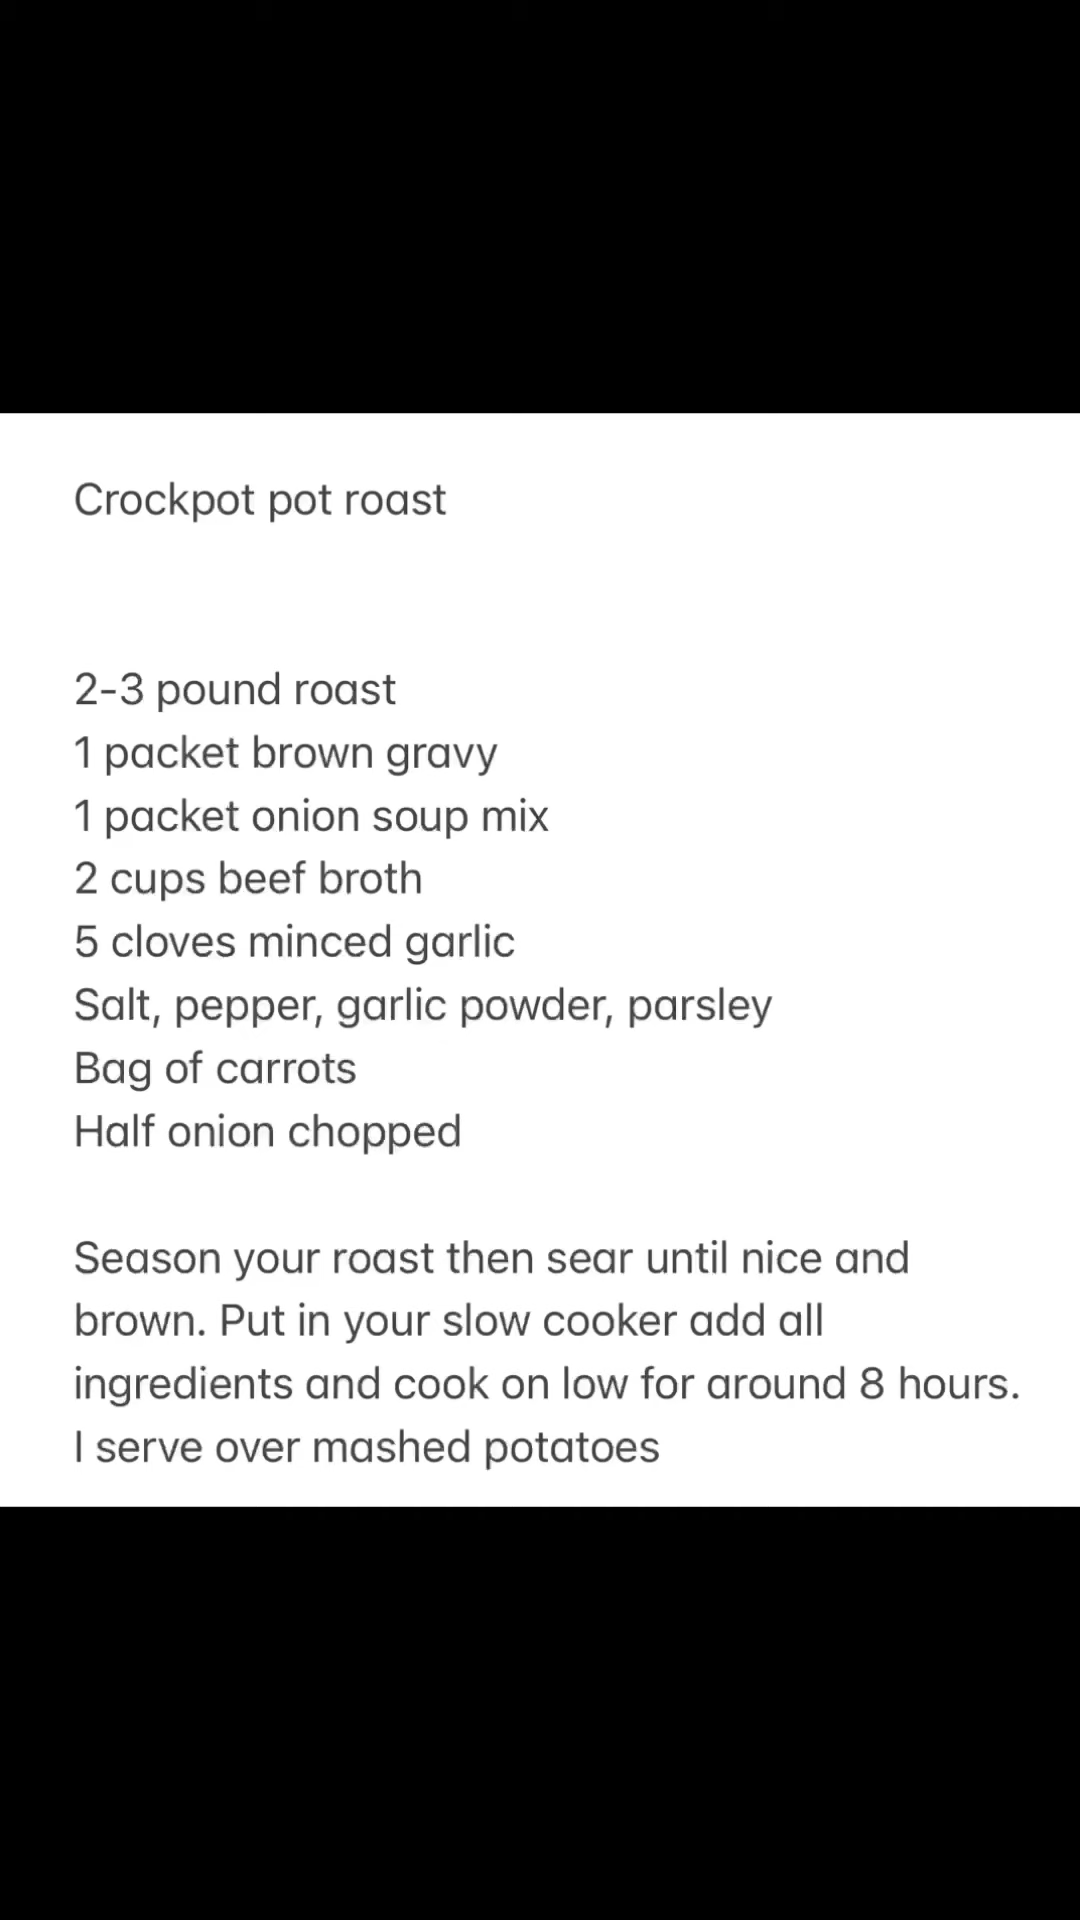 Crockpot pot roast
2-3 pound roast
1 packet brown gravy
1 packet onion soup mix
2 cups beef broth
5 cloves minced garlic
Salt, pepper, garlic powder, parsley
Bag of carrots
Half onion chopped
Season your roast then sear until nice and
brown. Put in your slow cooker add all
ingredients and cook on low for around 8 hours.
I serve over mashed potatoes